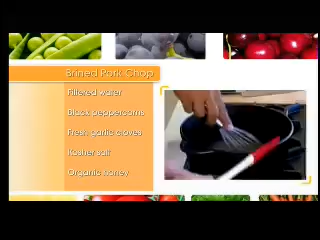 Brined Pork Chop
Filtered water
Black peppercorns
Fresh garlic cloves
Kosher salt
Organic honey